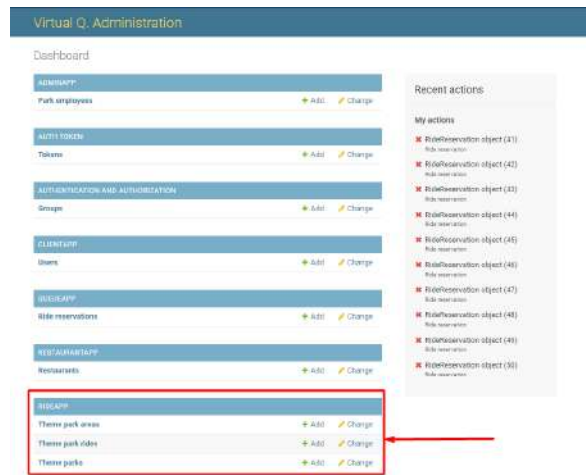 Virtual Q. Administration
Dashboard
ADMINAPP
Park employees + Add Change
AUTH TOKEN
Tokens + Add Change
AUTHENTICATION AND AUTHORIZATION
Groups + Add Change
CLIENTAPP
Users + Add Change
QUEUEAPP
Ride reservations + Add Change
RESTAURANTAPP
Restaurants + Add Change
RIDEAPP
Theme park areas + Add Change
Theme park rides + Add Change
Theme parks + Add Change
Recent actions
My actions
RideReservation object (41)
Ride reservation
RideReservation object (42)
Ride reservation
RideReservation object (43)
Ride reservation
RideReservation object (44)
Ride reservation
RideReservation object (45)
Ride reservation
RideReservation object (46)
Ride reservation
RideReservation object (47)
Ride reservation
RideReservation object (48)
Ride reservation
RideReservation object (49)
Ride reservation
RideReservation object (50)
Ride reservation